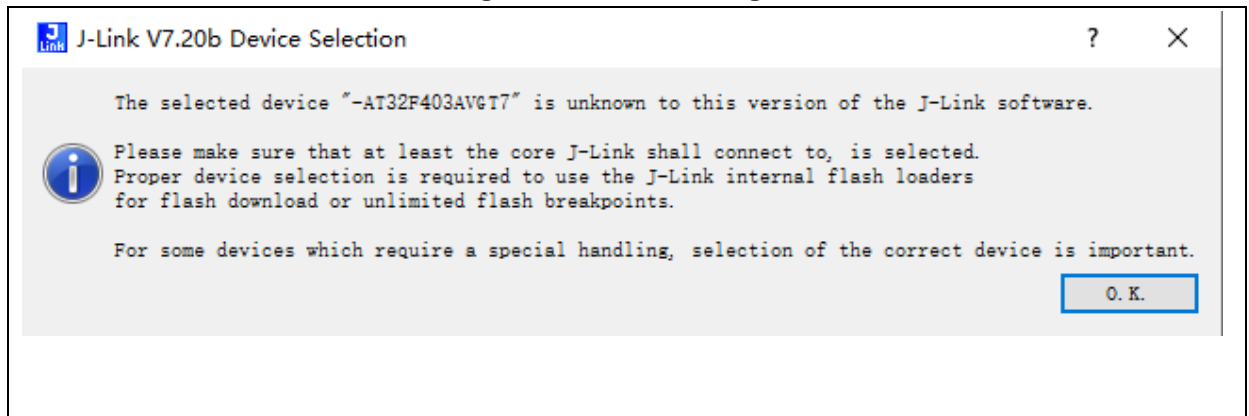 J-Link V7.20b Device Selection
?
The selected device "-AT32F403AVGT7" is unknown to this version of the J-Link software.
Please make sure that at least the core J-Link shall connect to, is selected.
Proper device selection is required to use the J-Link internal flash loaders
for flash download or unlimited flash breakpoints.
For some devices which require a special handling, selection of the correct device is important.
O.K.